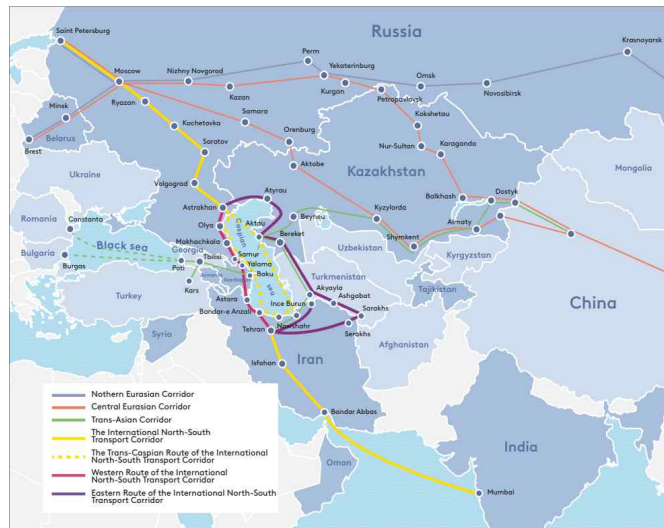 Saint Petersburg
Russia
Krasnoyarsk
Perm
Moscow
Nizhny Novgorod
Yekaterinburg
Omsk
Novosibirsk
Kazan
Kurgan
Petropavlovsk
Minsk
Ryazan
Samara
Kokshetau
Kochetovka
Orenburg
Belarus
Saratov
Nur-Sultan
Karaganda
Brest
Aktobe
Kazakhstan
Mongolia
Ukraine
Volgograd
Atyrau
Balkhash
Dostyk
Romania
Astrakhan
Beyneu
Constanta
Olya
Aktau
Kyzylorda
Almaty
Caspian
sea
Bereket
Shymkent
Black sea
Makhachkala
Georgia
Uzbekistan
Bulgaria
Samur
Kyrgyzstan
Tbilisi
Yalama
Burgas
Poti
Baku
Turkmenistan
Armenia
Azerbaijan
Tajikistan
Kars
Akyayla
China
Turkey
Astara
Ince Burun
Ashgabat
Bandar-e Anzali
Sarakhs
Nowshahr
Syria
Tehran
Serakhs
Afghanistan
Iran
Isfahan
Nothern Eurasian Corridor
Central Eurasian Corridor
Trans-Asian Corridor
The International North-South
Transport Corridor
The Trans-Caspian Route of the International
North-South Transport Corridor
Western Route of the International
North-South Transport Corridor
Eastern Route of the International North-South
Transport Corridor
Bandar Abbas
India
Oman
Mumbai